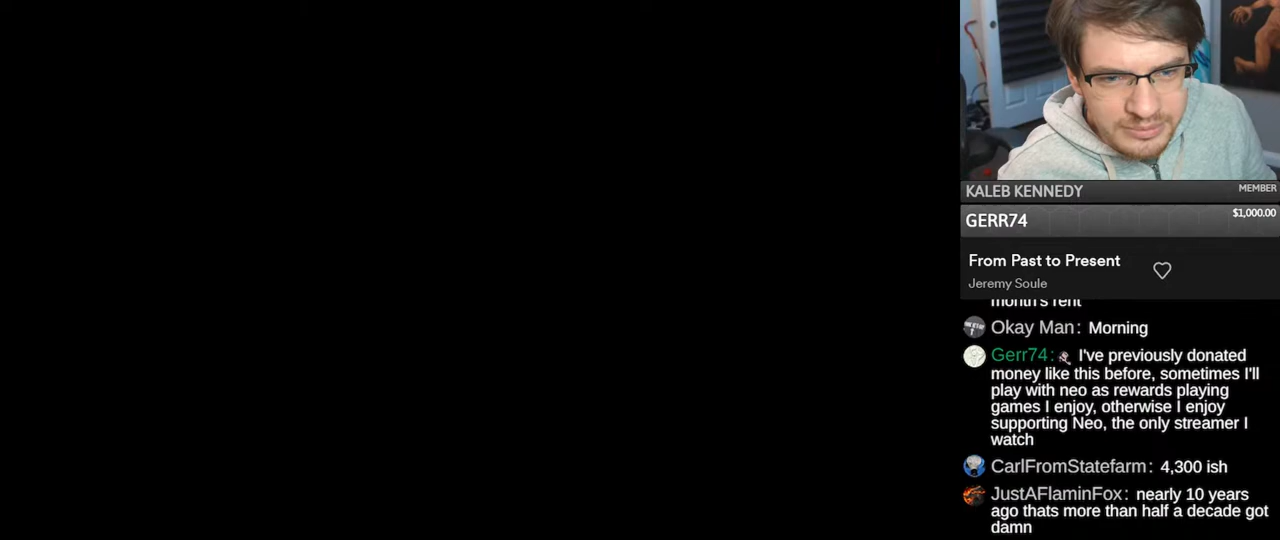 KALEB KENNEDY MEMBER
GERR74 $1,000.00
From Past to Present
Jeremy Soule
month's rent
Okay Man: Morning
Gerr74: I've previously donated
money like this before, sometimes I'll
play with neo as rewards playing
games I enjoy, otherwise I enjoy
supporting Neo, the only streamer I
watch
CarlFromStatefarm: 4,300 ish
JustAFlaminFox: nearly 10 years
ago thats more than half a decade got
damn